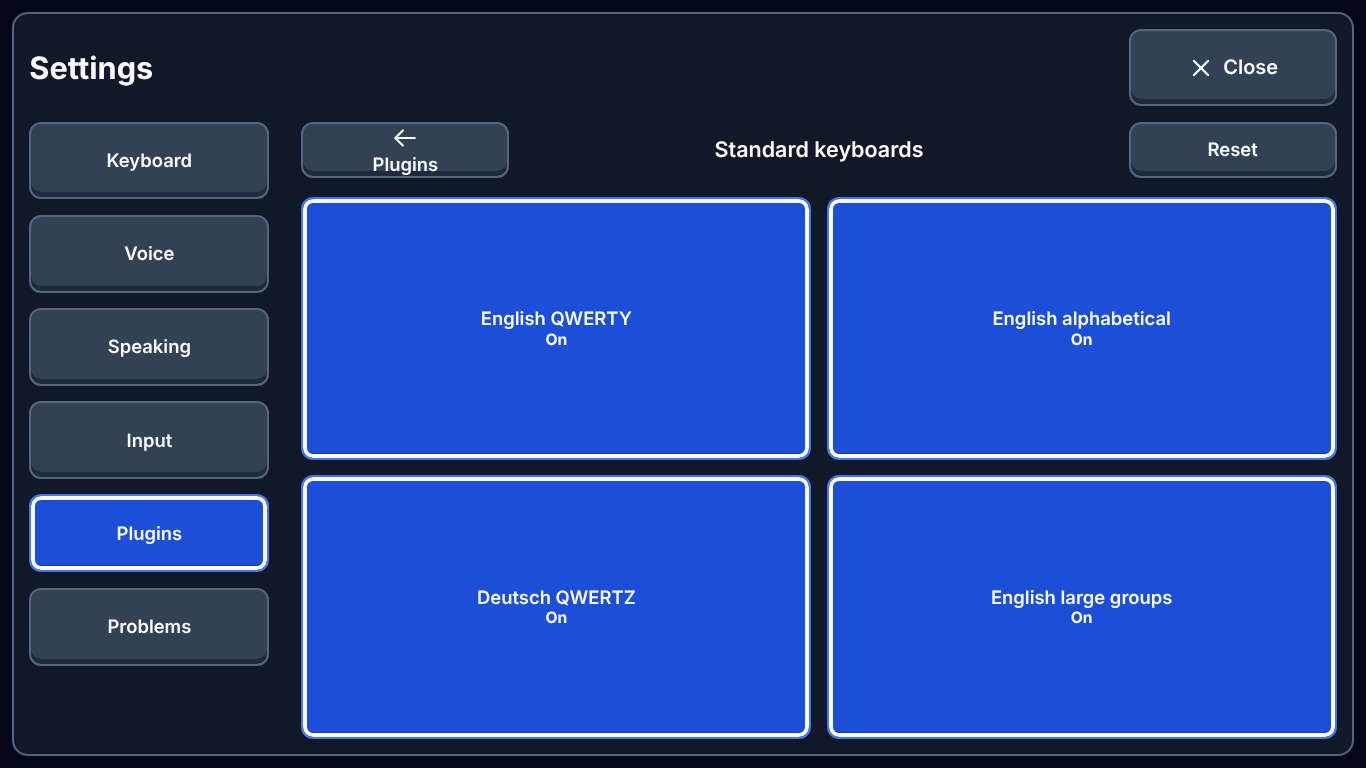 Settings
Close
Keyboard
Voice
Speaking
Input
Plugins
Problems
Plugins
Standard keyboards
Reset
English QWERTY
On
English alphabetical
On
Deutsch QWERTZ
On
English large groups
On